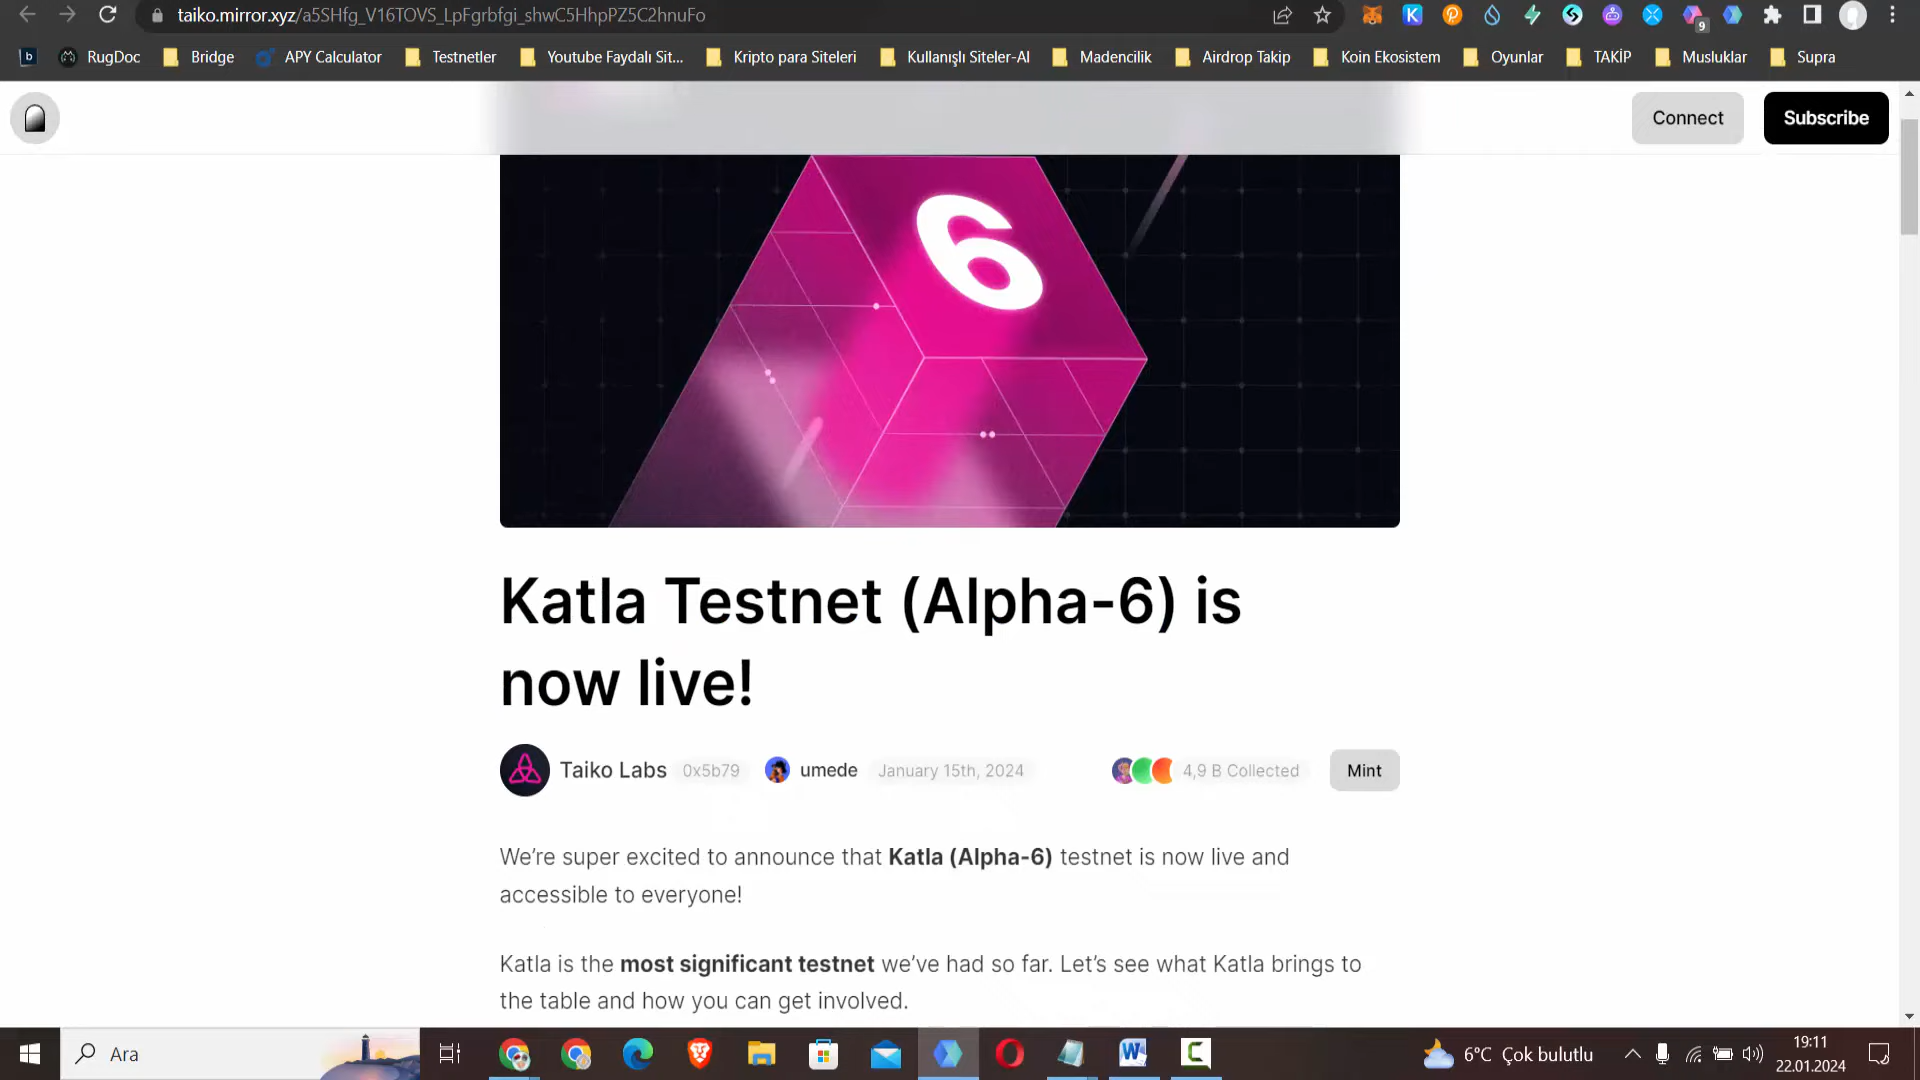 taiko.mirror.xyz/a5SHfg_V16TOVS_LpFgrbfgi_shwC5HhpPZ5C2hnuFo
9
b RugDoc Bridge APY Calculator Testnetler Youtube Faydalı Sit... Kripto para Siteleri Kullanışlı Siteler-AI Madencilik Airdrop Takip Koin Ekosistem Oyunlar TAKİP Musluklar Supra
Connect Subscribe
6
Katla Testnet (Alpha-6) is
now live!
Taiko Labs 0x5b79 umede January 15th, 2024 4,9 B Collected Mint
We're super excited to announce that Katla (Alpha-6) testnet is now live and
accessible to everyone!
Katla is the most significant testnet we've had so far. Let's see what Katla brings to
the table and how you can get involved.
Ara
6°C Çok bulutlu
19:11
22.01.2024